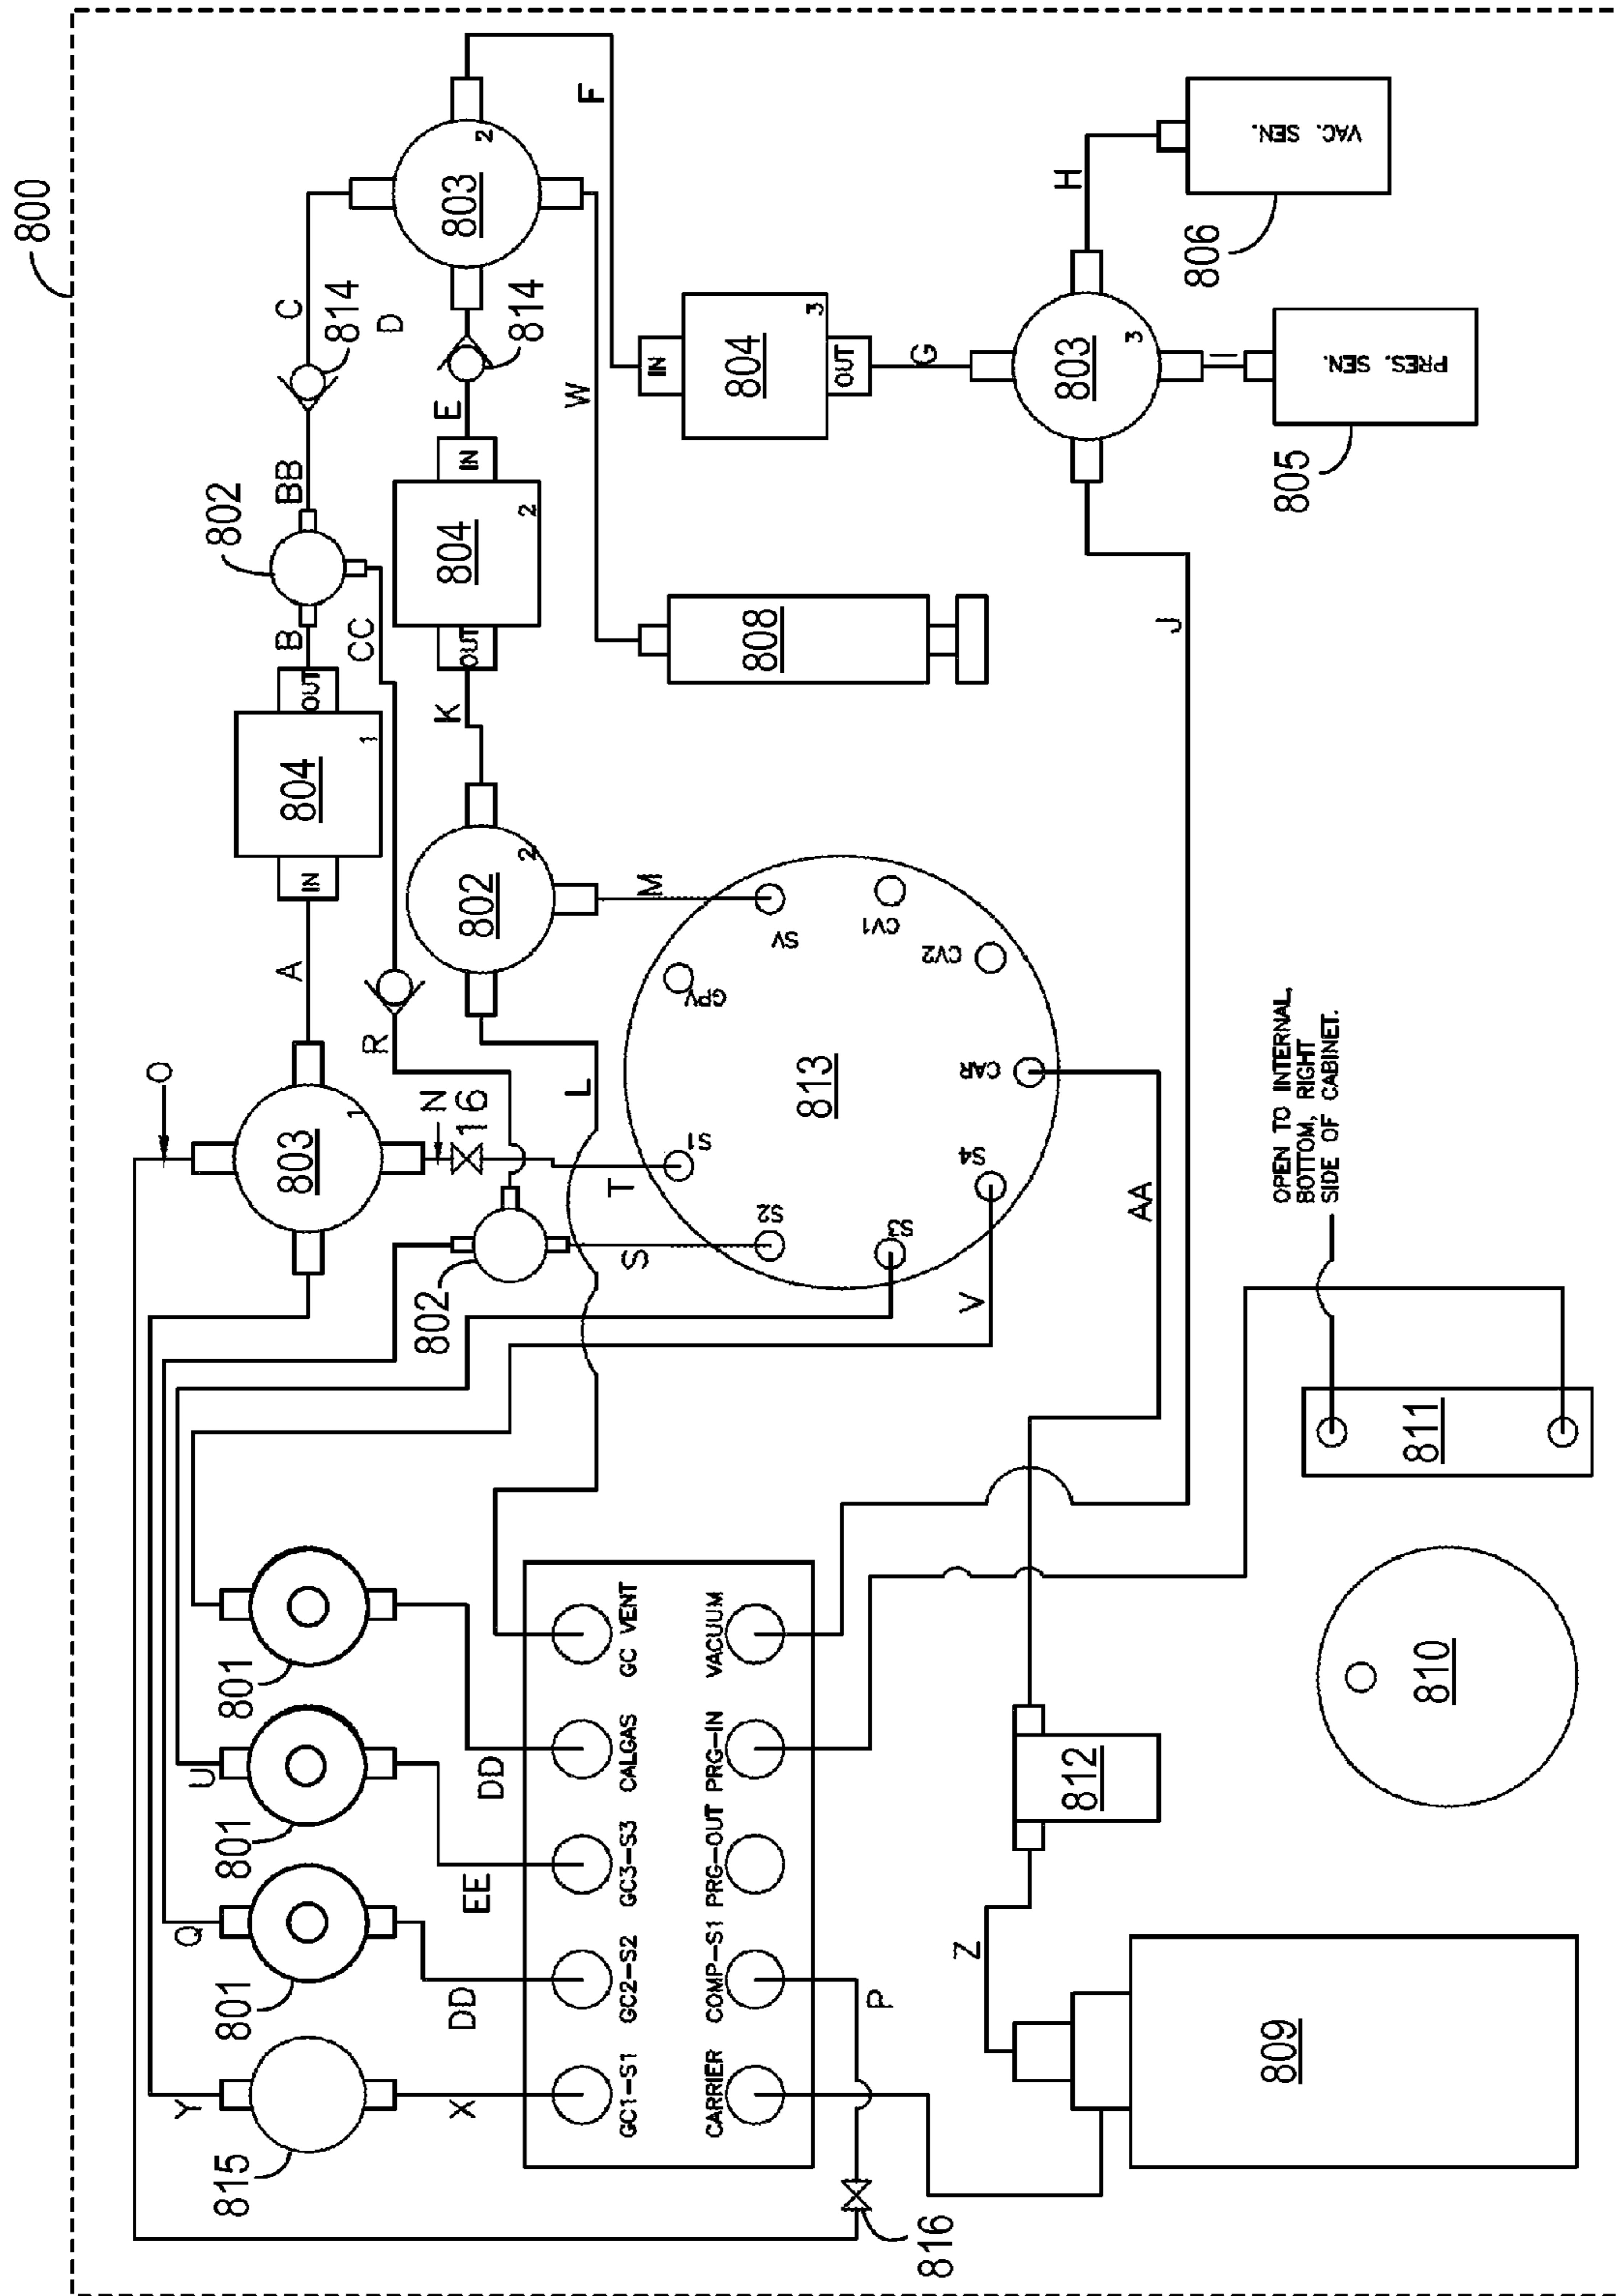 800
O
A
B
BB
C
D
814
802
803
1
IN
804
1
OUT
CC
E
814
803
2
F
R
N
16
802
2
K
OUT
804
2
IN
W
815
Y
801
Q
801
U
801
802
S
T
L
M
S1
S2
S3
S4
GPV
SV
CV1
CV2
CAR
813
V
AA
808
IN
804
3
OUT
G
803
3
H
I
J
VAC. SEN.
806
PRES. SEN.
805
X
DD
EE
DD
GC1-S1
GC2-S2
GC3-S3
CALGAS
GC VENT
CARRIER
COMP-S1
PRG-OUT
PRG-IN
VACUUM
P
816
Z
809
812
810
811
OPEN TO INTERNAL,
BOTTOM, RIGHT
SIDE OF CABINET.